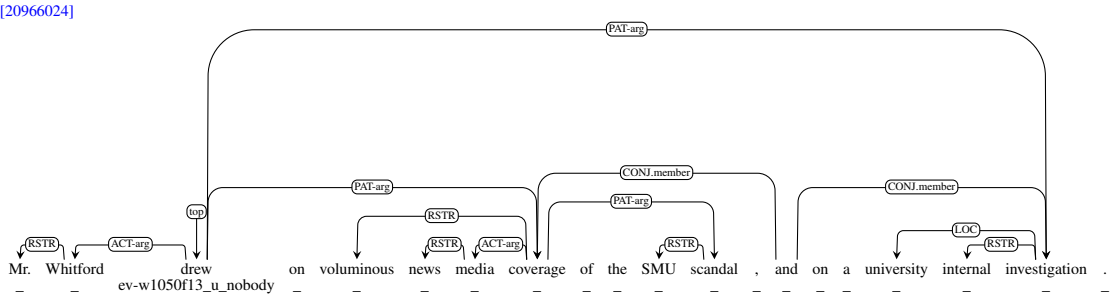 [20966024]
PAT-arg
CONJ.member
PAT-arg CONJ.member
PAT-arg
top RSTR
LOC
RSTR ACT-arg RSTR ACT-arg RSTR RSTR
Mr. Whitford drew on voluminous news media coverage of the SMU scandal , and on a university internal investigation .
_ _ ev-w1050f13_u_nobody _ _ _ _ _ _ _ _ _ _ _ _ _ _ _ _ _